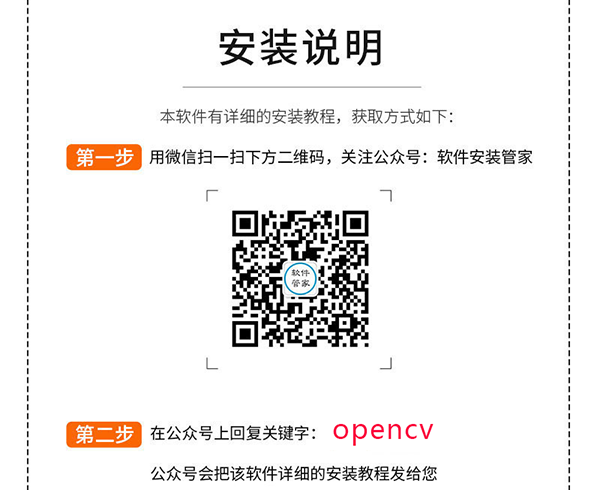 安装说明
本软件有详细的安装教程，获取方式如下：
第一步 用微信扫一扫下方二维码，关注公众号：软件安装管家
软件
管家
第二步 在公众号上回复关键字： opencv
公众号会把该软件详细的安装教程发给您